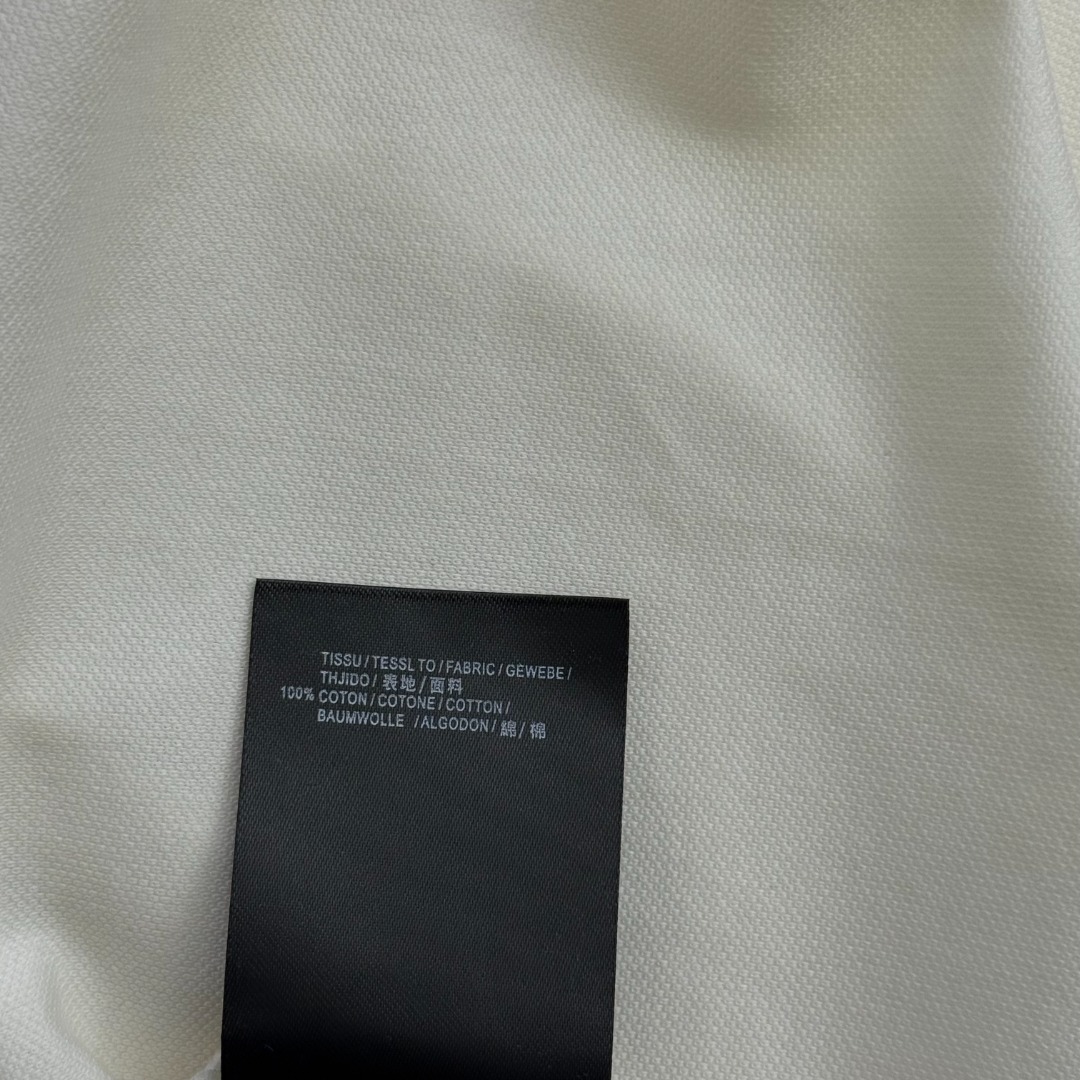 TISSU / TESSL TO / FABRIC / GEWEBE /
THJIDO / 表地 / 面料
100% COTON / COTONE / COTTON /
BAUMWOLLE / ALGODON / 綿 / 棉